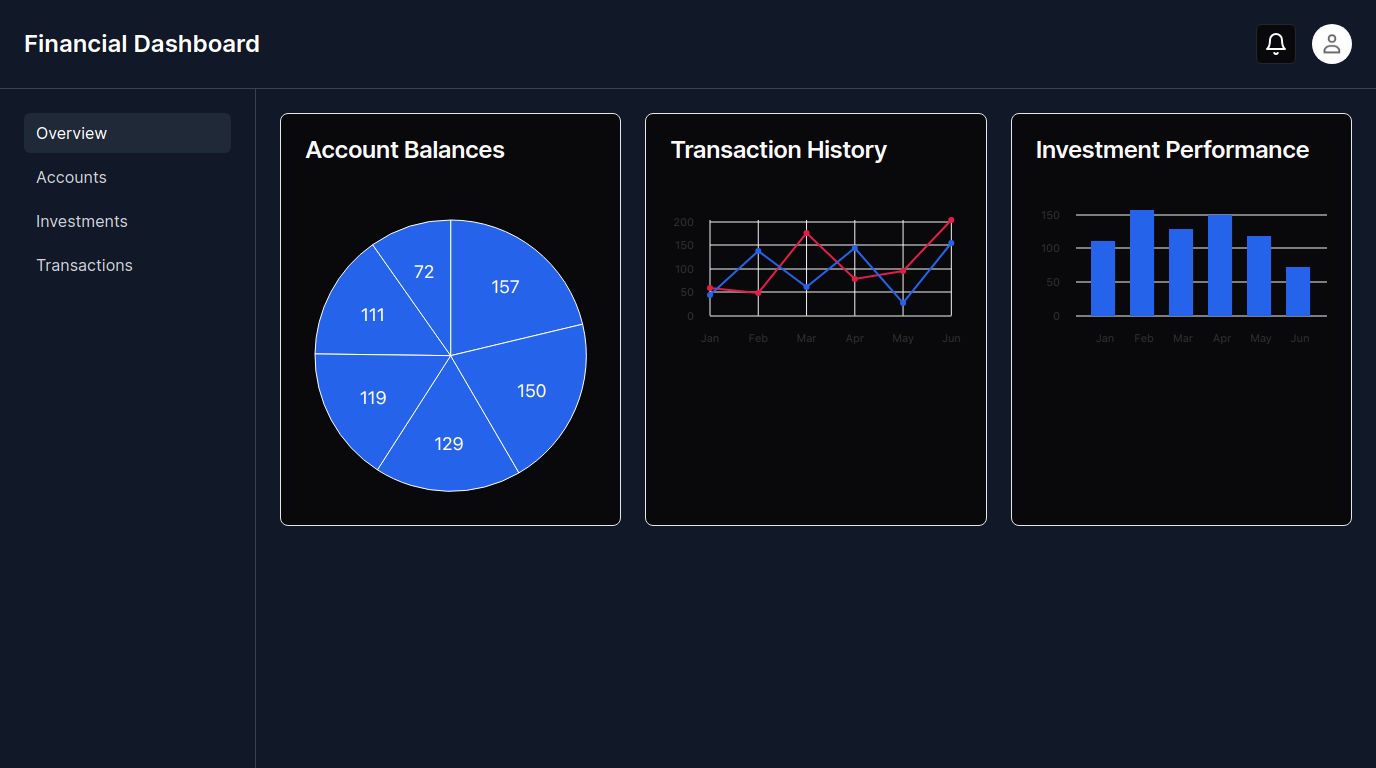 Financial Dashboard
Overview
Accounts
Investments
Transactions
Account Balances
72
157
111
150
119
129
Transaction History
200
150
100
50
0
Jan Feb Mar Apr May Jun
Investment Performance
150
100
50
0
Jan Feb Mar Apr May Jun